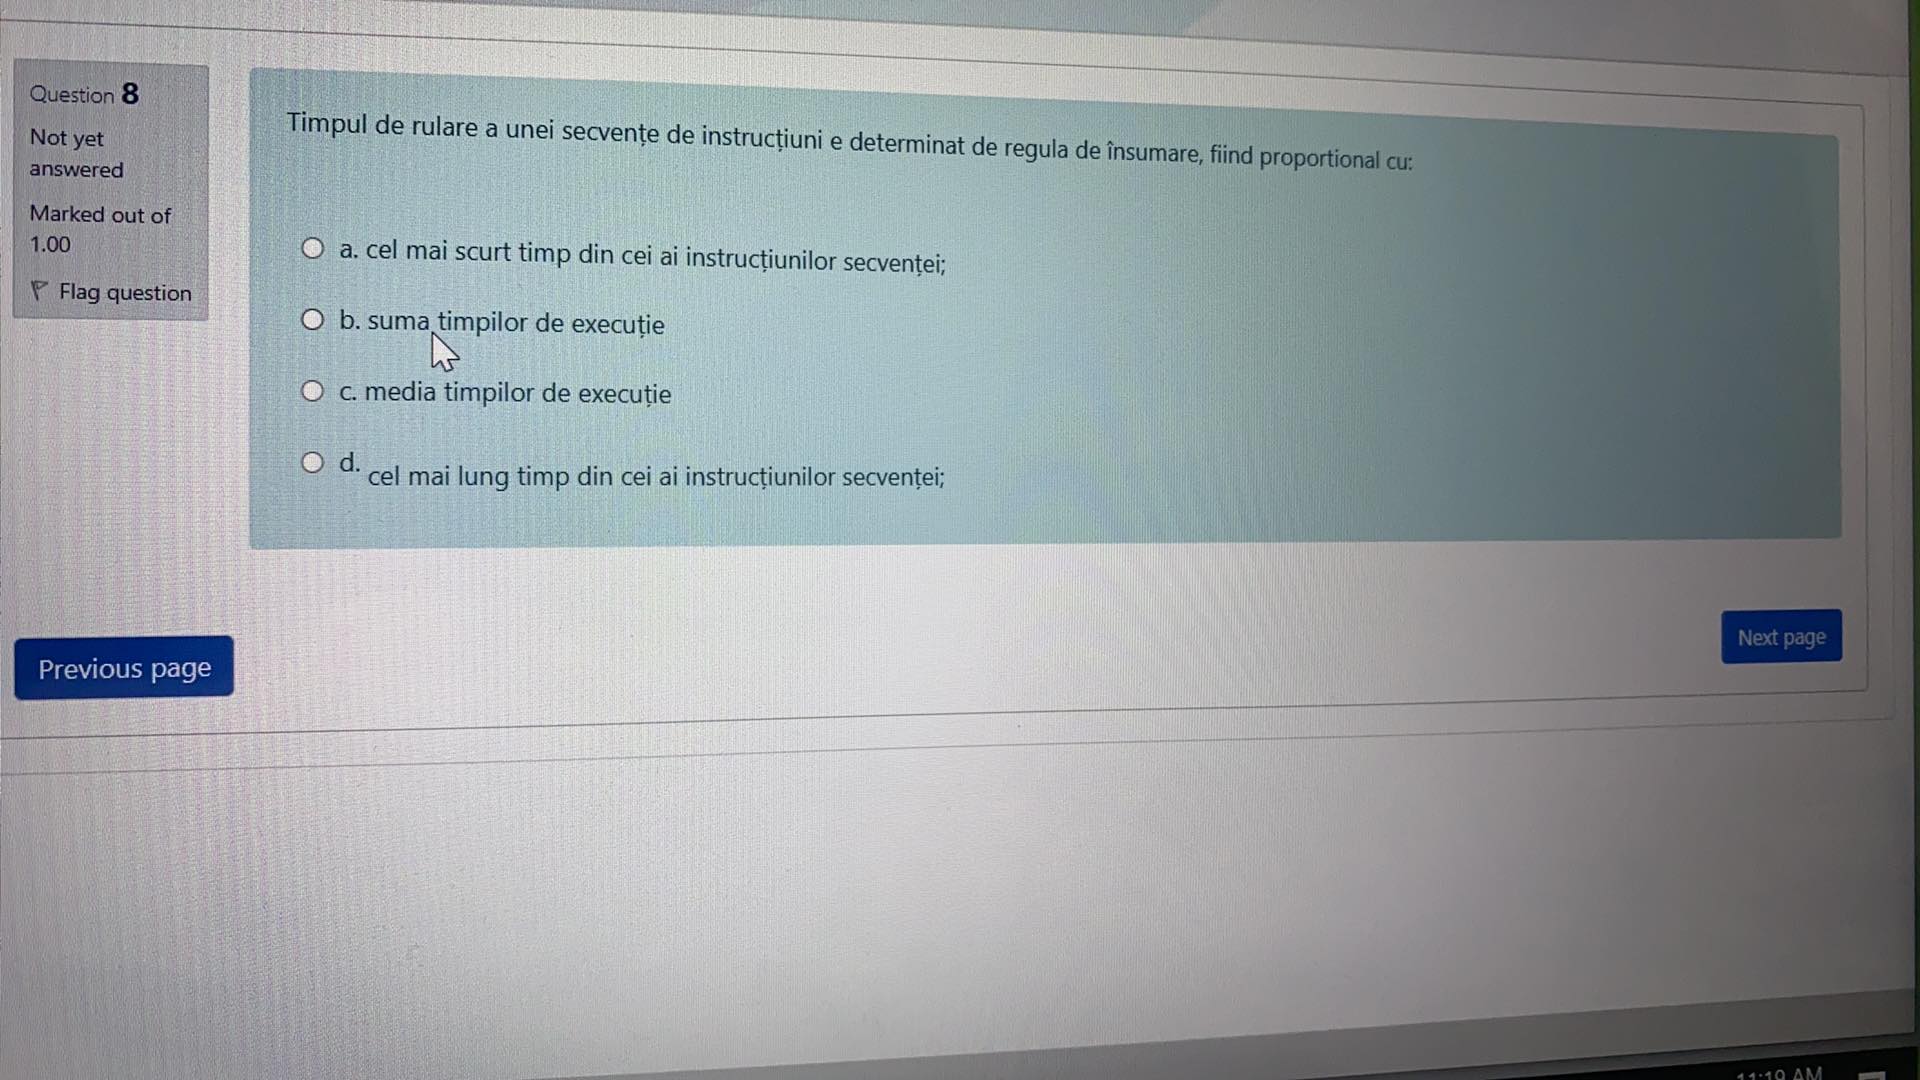 Question 8
Not yet
answered
Marked out of
1.00
Flag question
Timpul de rulare a unei secvențe de instrucțiuni e determinat de regula de însumare, fiind proportional cu:
a. cel mai scurt timp din cei ai instrucțiunilor secvenței;
b. suma timpilor de execuție
c. media timpilor de execuție
d.
cel mai lung timp din cei ai instrucțiunilor secvenței;
Next page
Previous page
11:19 AM